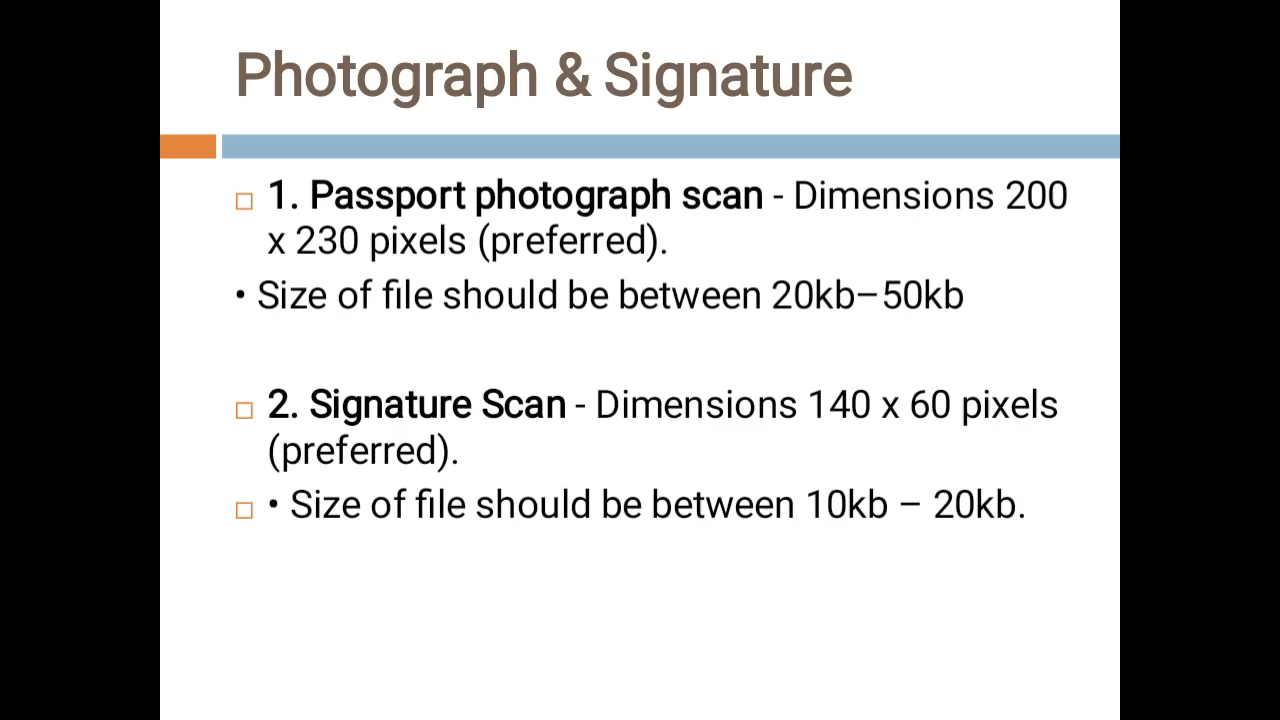 Photograph & Signature
1. Passport photograph scan - Dimensions 200
x 230 pixels (preferred).
• Size of file should be between 20kb–50kb
2. Signature Scan - Dimensions 140 x 60 pixels
(preferred).
• Size of file should be between 10kb – 20kb.